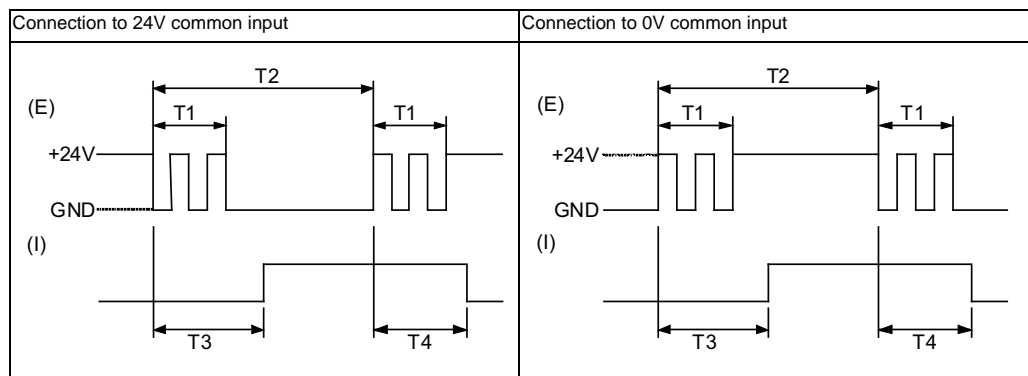 Connection to 24V common input
Connection to 0V common input
T2
(E)
T1
T1
+24V
GND
(I)
T3
T4
T2
(E)
T1
T1
+24V
GND
(I)
T3
T4